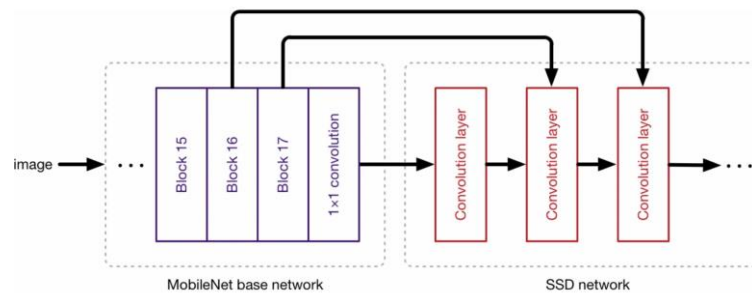 image
...
Block 15
Block 16
Block 17
1×1 convolution
Convolution layer
Convolution layer
Convolution layer
...
MobileNet base network
SSD network